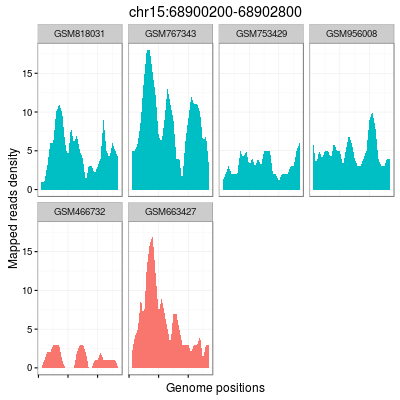 chr15:68900200-68902800
GSM818031 GSM767343 GSM753429 GSM956008
15
10
5
0
GSM466732 GSM663427
15
10
5
0
Mapped reads density
Genome positions